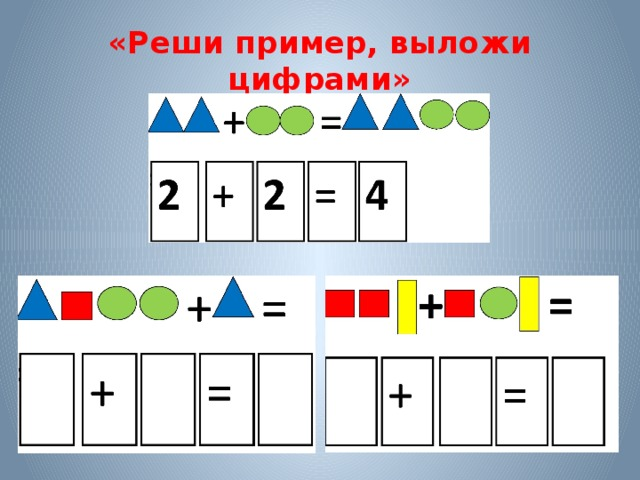 «Реши пример, выложи
цифрами»
+ =
2 + 2 = 4
+ =
+ =
+ =
+ =